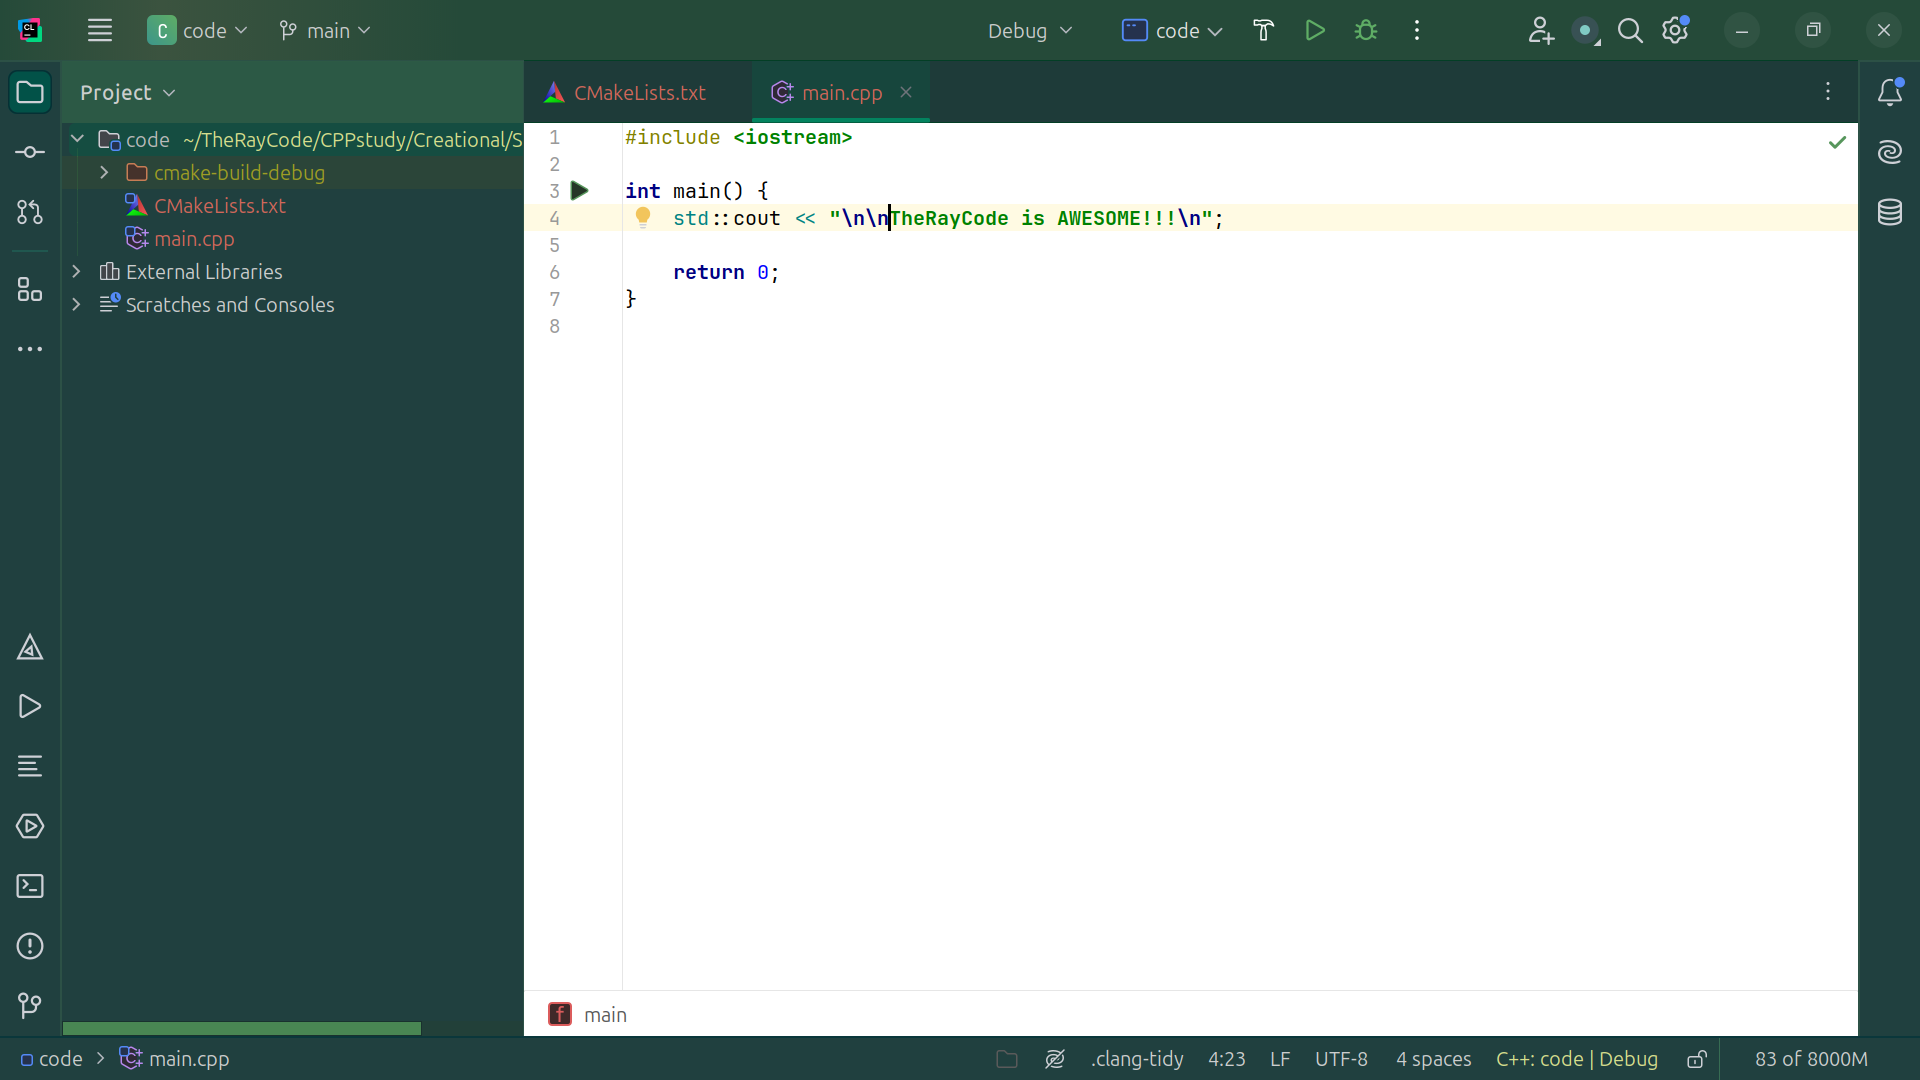 CL
C code main Debug code
Project
CMakeLists.txt main.cpp
code ~/TheRayCode/CPPstudy/Creational/S
cmake-build-debug
CMakeLists.txt
main.cpp
External Libraries
Scratches and Consoles
1 #include <iostream>
2
3 int main() {
4 std::cout << "\n\nTheRayCode is AWESOME!!!\n";
5
6 return 0;
7 }
8
f main
code > main.cpp .clang-tidy 4:23 LF UTF-8 4 spaces C++: code | Debug 83 of 8000M